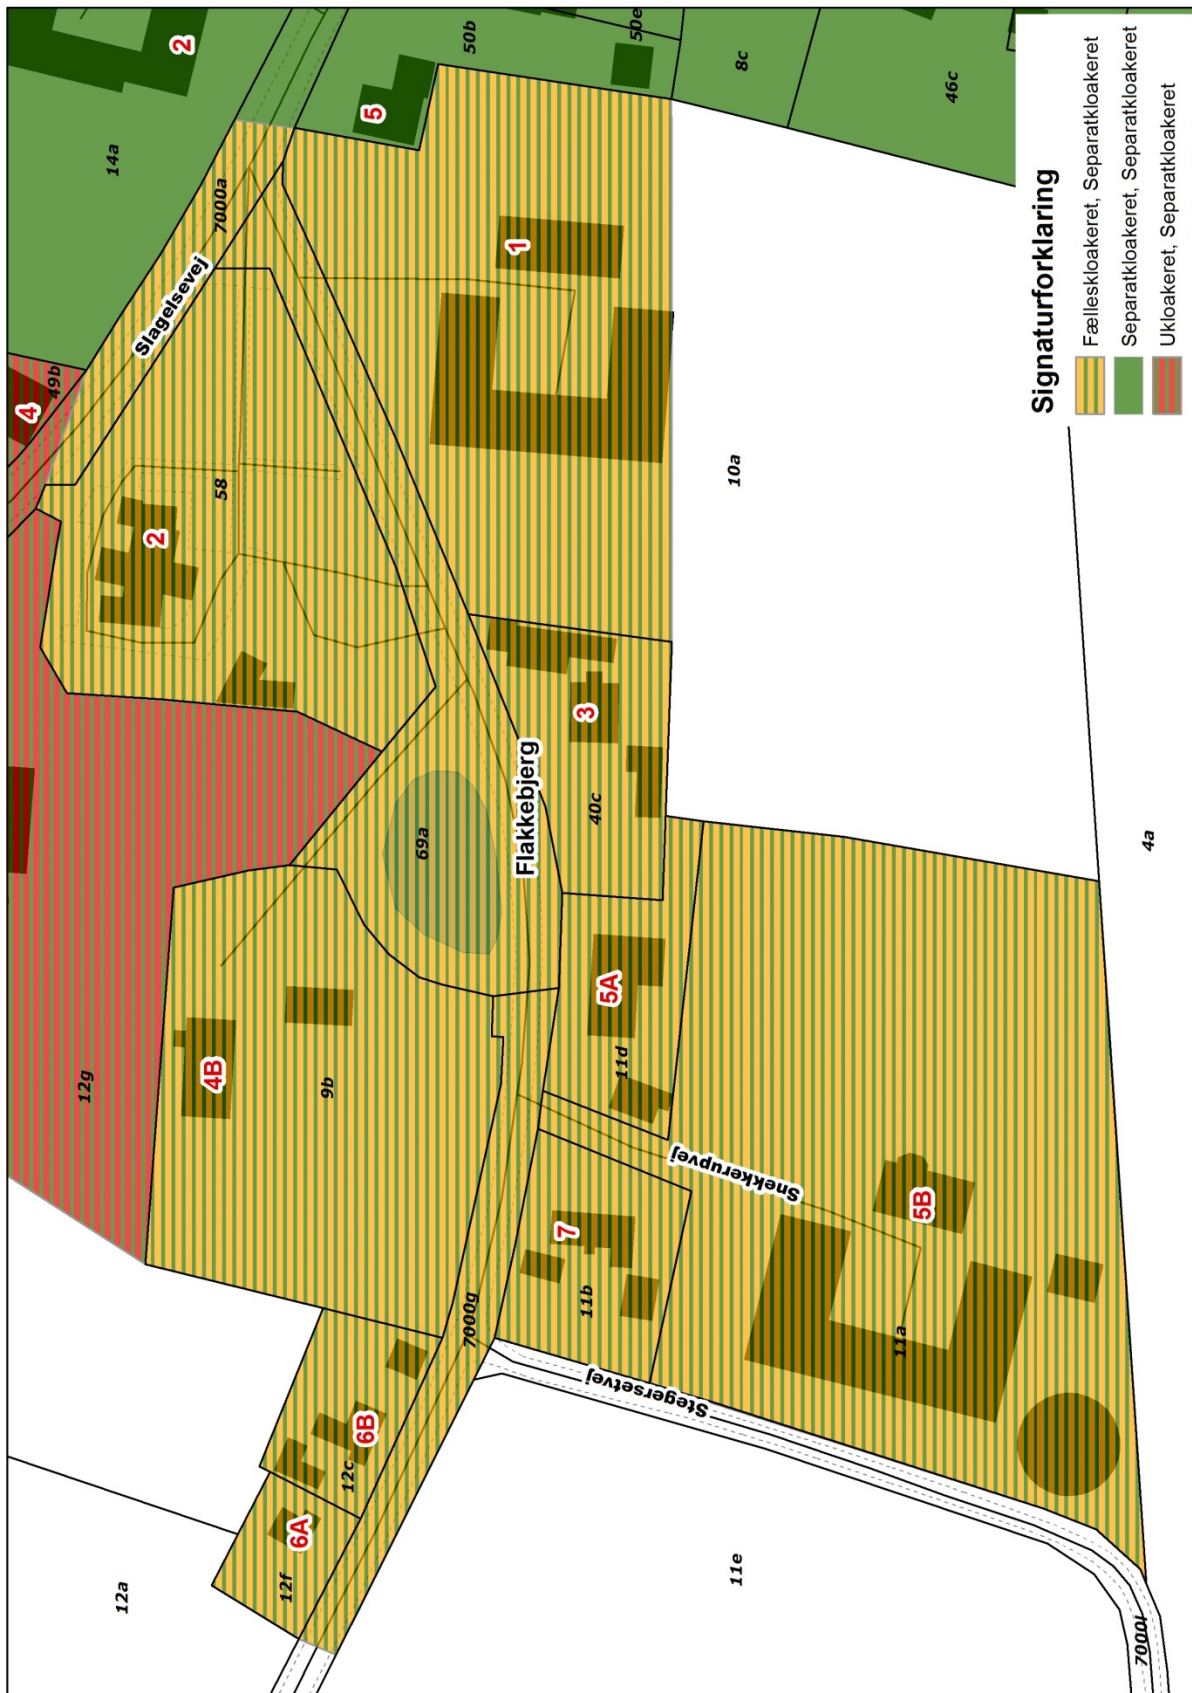 12a
12f
6A
12c
6B
12g
4B
9b
7000g
69a
2
58
4
49b
Slagelsevej
7000a
14a
2
5
50b
50e
8c
46c
1
10a
Flakkebjerg
3
40c
5A
11d
7
11b
Snekkerupvej
Stegersetvej
5B
11a
11e
7000i
4a
Signaturforklaring
Fælleskloakeret, Separatkloakeret
Separatkloakeret, Separatkloakeret
Ukloakeret, Separatkloakeret